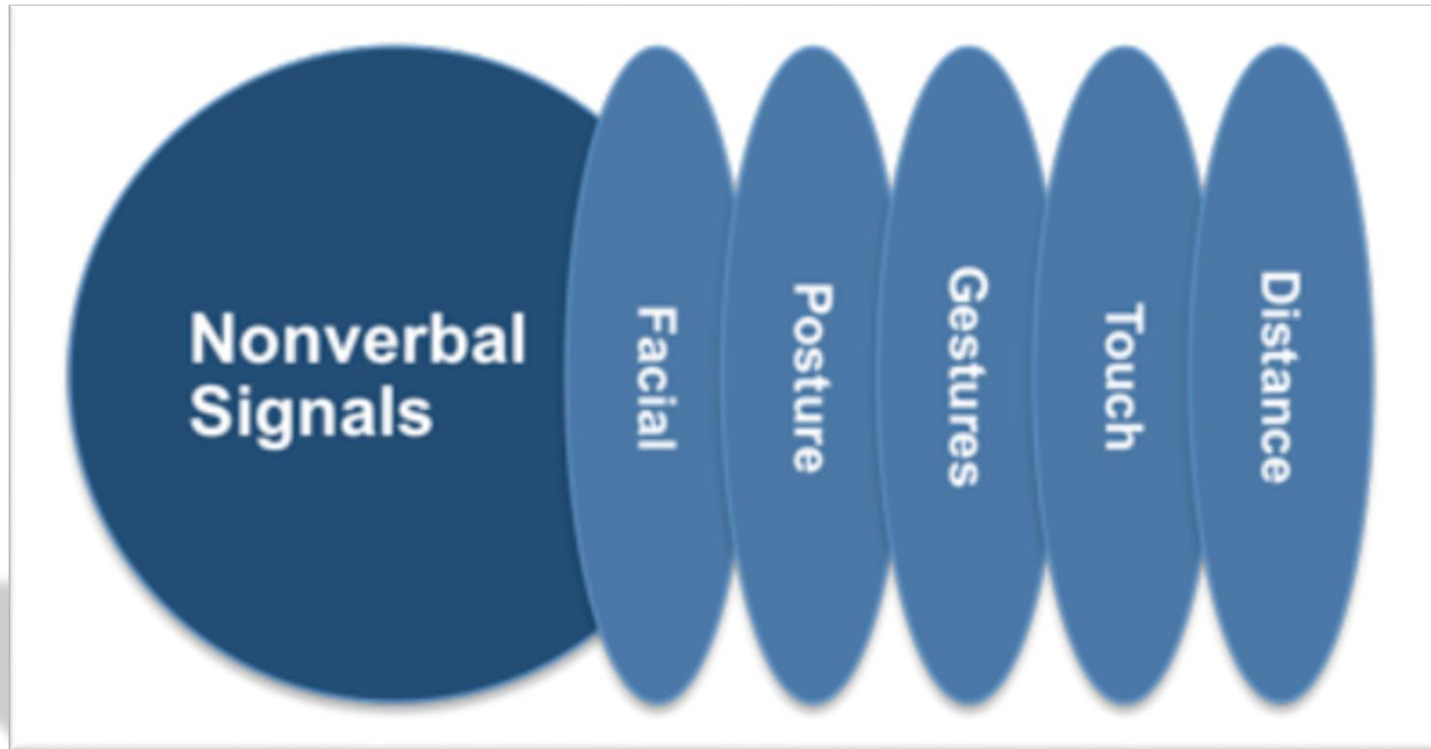 Nonverbal
Signals
Facial
Posture
Gestures
Touch
Distance